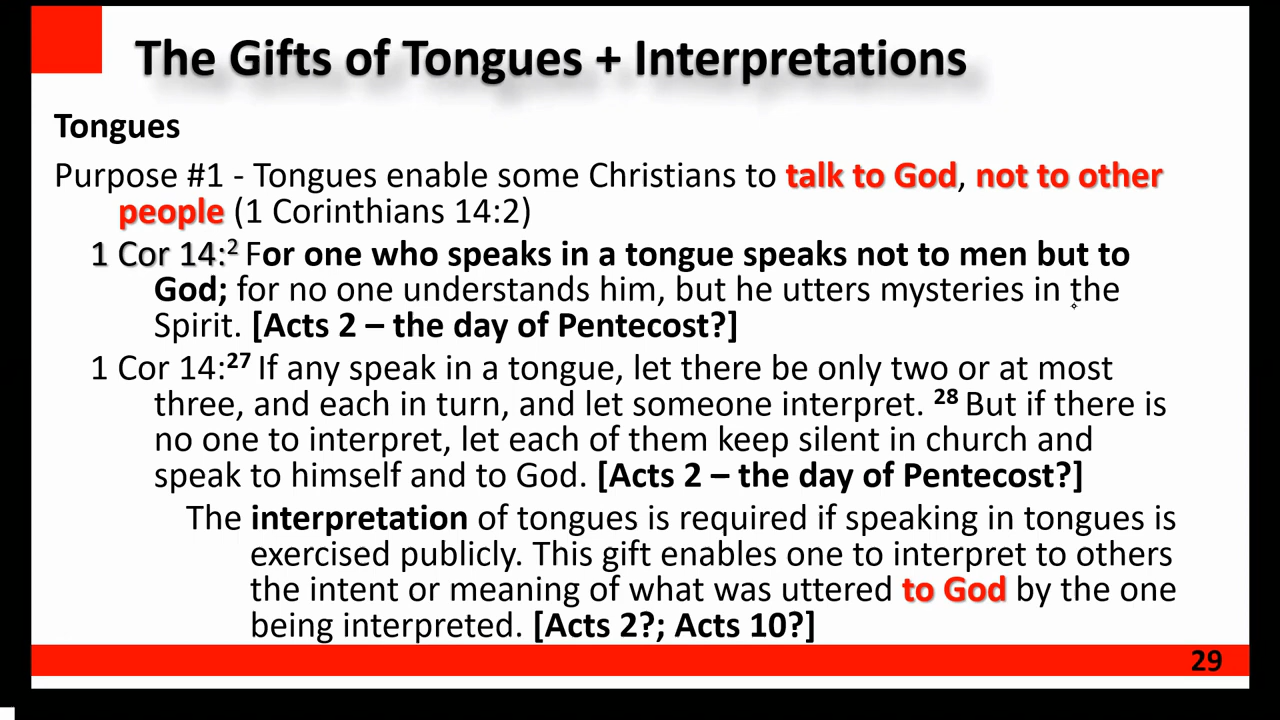 The Gifts of Tongues + Interpretations
Tongues
Purpose #1 - Tongues enable some Christians to talk to God, not to other
people (1 Corinthians 14:2)
1 Cor 14:2 For one who speaks in a tongue speaks not to men but to
God; for no one understands him, but he utters mysteries in the
Spirit. [Acts 2 – the day of Pentecost?]
1 Cor 14:27 If any speak in a tongue, let there be only two or at most
three, and each in turn, and let someone interpret. 28 But if there is
no one to interpret, let each of them keep silent in church and
speak to himself and to God. [Acts 2 – the day of Pentecost?]
The interpretation of tongues is required if speaking in tongues is
exercised publicly. This gift enables one to interpret to others
the intent or meaning of what was uttered to God by the one
being interpreted. [Acts 2?; Acts 10?]
29